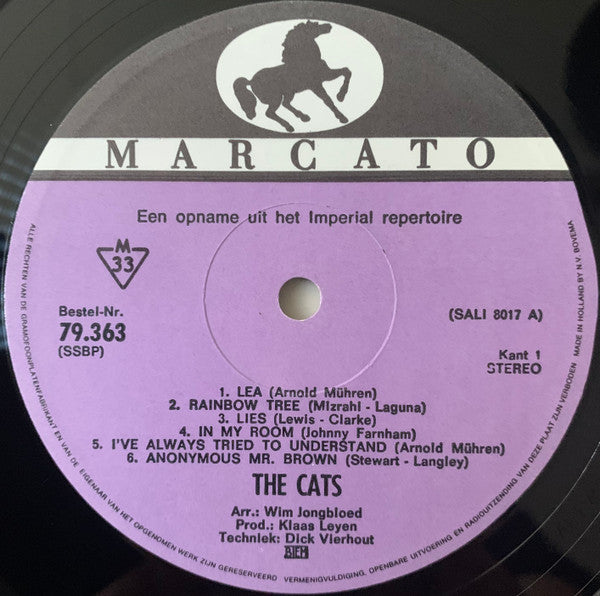 MARCATO
Een opname uit het Imperial repertoire
M
33
Bestel-Nr.
79.363
(SSBP)
(SALI 8017 A)
Kant 1
STEREO
1. LEA (Arnold Mühren)
2. RAINBOW TREE (Mizrahi - Laguna)
3. LIES (Lewis - Clarke)
4. IN MY ROOM (Johnny Farnham)
5. I'VE ALWAYS TRIED TO UNDERSTAND (Arnold Mühren)
6. ANONYMOUS MR. BROWN (Stewart - Langley)
THE CATS
Arr.: Wim Jongbloed
Prod.: Klaas Leyen
Techniek: Dick Vierhout
BIEM
ALLE RECHTEN VAN DE GRAMOFOONPLATENFABRIKANT EN VAN DE EIGENAAR VAN HET OPGENOMEN WERK ZIJN GERESERVEERD VERMENIGVULDIGING, OPENBARE UITVOERING EN RADIOUITZENDING VAN DEZE PLAAT ZIJN VERBODEN MADE IN HOLLAND BY N.V. BOVEMA